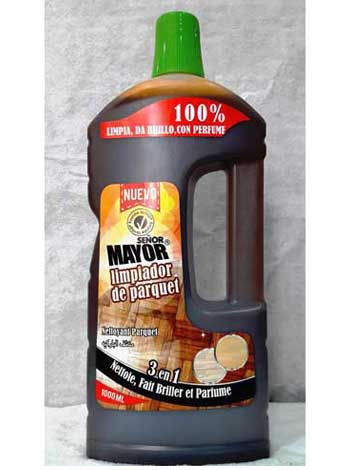 100%
LIMPIA, DA BRILLO,CON PERFUME
NUEVO
SEÑOR
MAYOR®
limpiador
de parquet
Nettoyant Parquet
3 en 1
Nettoie, Fait Briller et Parfume
1000ML